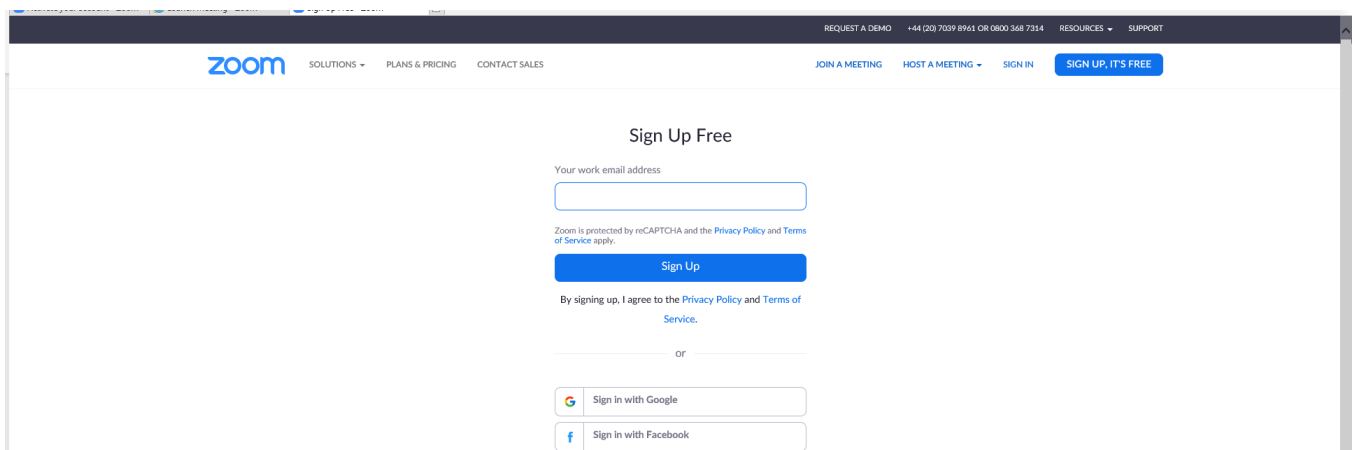 REQUEST A DEMO +44 (20) 7039 8961 OR 0800 368 7314 RESOURCES SUPPORT
zoom SOLUTIONS PLANS & PRICING CONTACT SALES JOIN A MEETING HOST A MEETING SIGN IN SIGN UP, IT'S FREE
Sign Up Free
Your work email address
Zoom is protected by reCAPTCHA and the Privacy Policy and Terms
of Service apply.
Sign Up
By signing up, I agree to the Privacy Policy and Terms of
Service.
or
Sign in with Google
Sign in with Facebook